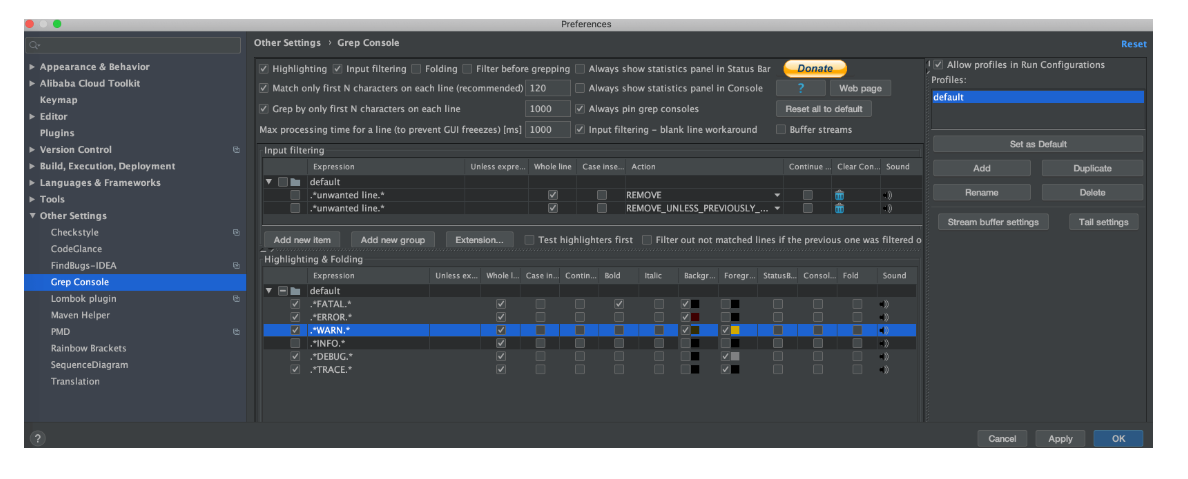 Preferences
Other Settings › Grep Console
Reset
Appearance & Behavior
Alibaba Cloud Toolkit
Keymap
Editor
Plugins
Version Control
Build, Execution, Deployment
Languages & Frameworks
Tools
Other Settings
Checkstyle
CodeGlance
FindBugs-IDEA
Grep Console
Lombok plugin
Maven Helper
PMD
Rainbow Brackets
SequenceDiagram
Translation
Highlighting Input filtering Folding Filter before grepping Always show statistics panel in Status Bar Donate
Match only first N characters on each line (recommended) 120 Always show statistics panel in Console ? Web page
Grep by only first N characters on each line 1000 Always pin grep consoles Reset all to default
Max processing time for a line (to prevent GUI freeezes) [ms] 1000 Input filtering - blank line workaround Buffer streams
Input filtering
Expression Unless expre... Whole line Case inse... Action Continue ... Clear Con... Sound
default
.*unwanted line.* REMOVE
.*unwanted line.* REMOVE_UNLESS_PREVIOUSLY_...
Add new item Add new group Extension... Test highlighters first Filter out not matched lines if the previous one was filtered o
Highlighting & Folding
Expression Unless ex... Whole l... Case in... Contin... Bold Italic Backgr... Foregr... StatusB... Consol... Fold Sound
default
.*FATAL.*
.*ERROR.*
.*WARN.*
.*INFO.*
.*DEBUG.*
.*TRACE.*
Allow profiles in Run Configurations
Profiles:
default
Set as Default
Add Duplicate
Rename Delete
Stream buffer settings Tail settings
? Cancel Apply OK